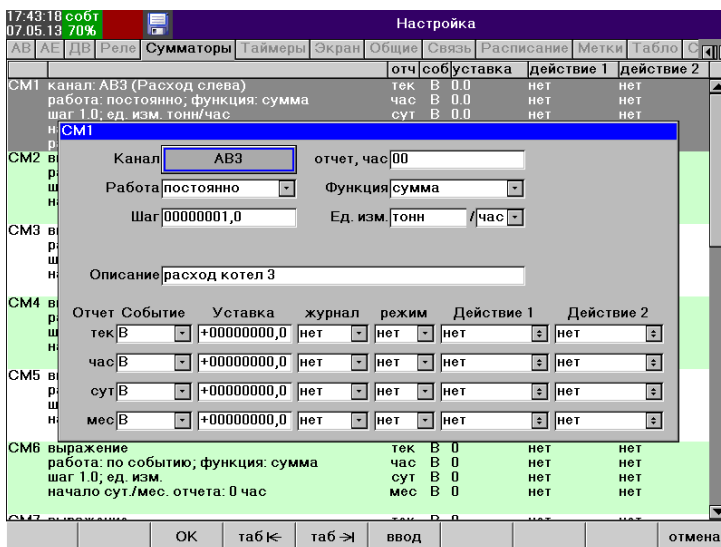 17:43:18 собт
07.05.13 70%
Настройка
АВ АЕ ДВ Реле Сумматоры Таймеры Экран Общие Связь Расписание Метки Табло С
отч соб уставка действие 1 действие 2
СМ1 канал: АВ3 (Расход слева) тек В 0.0 нет нет
работа: постоянно; функция: сумма час В 0.0 нет нет
шаг 1.0; ед. изм. тонн/час сут В 0.0 нет нет
СМ1
Канал АВ3 отчет, час 00
Работа постоянно Функция сумма
Шаг 00000001,0 Ед. изм. тонн / час
Описание расход котел 3
Отчет Событие Уставка журнал режим Действие 1 Действие 2
тек В +00000000,0 нет нет нет нет
час В +00000000,0 нет нет нет нет
сут В +00000000,0 нет нет нет нет
мес В +00000000,0 нет нет нет нет
СМ2
СМ3
СМ4
СМ5
СМ6 выражение тек В 0 нет нет
работа: по событию; функция: сумма час В 0 нет нет
шаг 1.0; ед. изм. сут В 0 нет нет
начало сут./мес. отчета: 0 час мес В 0 нет нет
ОК таб таб ввод отмена